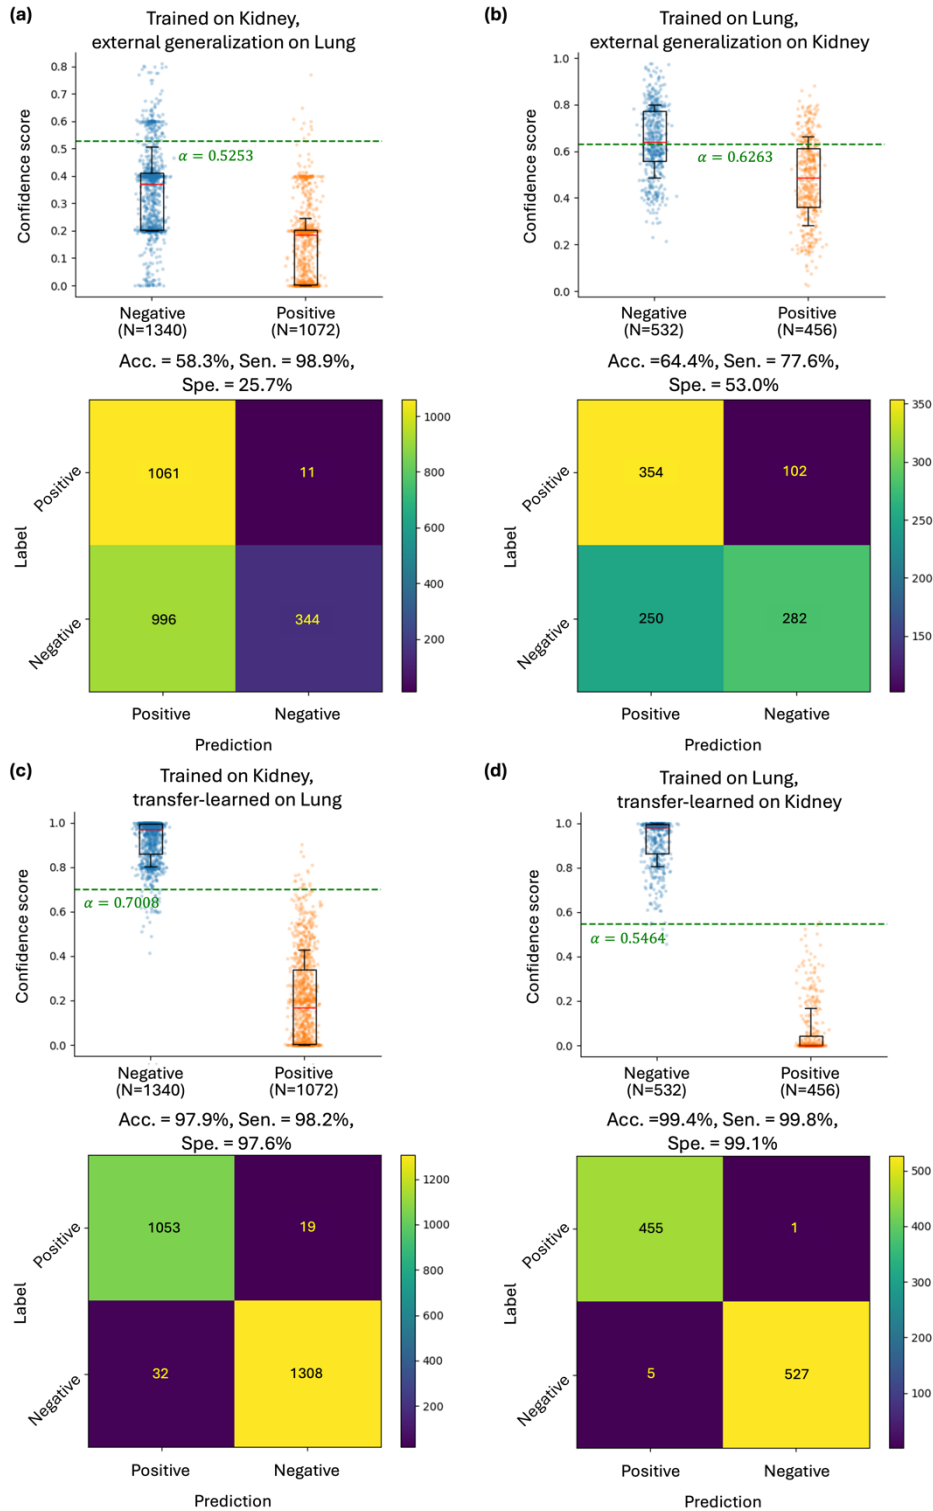 (a)
Trained on Kidney,
external generalization on Lung
Confidence score
0.8
0.7
0.6
0.5
0.4
0.3
0.2
0.1
0.0
α = 0.5253
Negative
(N=1340)
Positive
(N=1072)
Acc. = 58.3%, Sen. = 98.9%,
Spe. = 25.7%
Label
Positive
Negative
1061
11
996
344
1000
800
600
400
200
Positive
Negative
Prediction
(b)
Trained on Lung,
external generalization on Kidney
Confidence score
1.0
0.8
0.6
0.4
0.2
0.0
α = 0.6263
Negative
(N=532)
Positive
(N=456)
Acc. =64.4%, Sen. = 77.6%,
Spe. = 53.0%
Label
Positive
Negative
354
102
250
282
350
300
250
200
150
Positive
Negative
Prediction
(c)
Trained on Kidney,
transfer-learned on Lung
Confidence score
1.0
0.8
0.6
0.4
0.2
0.0
α = 0.7008
Negative
(N=1340)
Positive
(N=1072)
Acc. = 97.9%, Sen. = 98.2%,
Spe. = 97.6%
Label
Positive
Negative
1053
19
32
1308
1200
1000
800
600
400
200
Positive
Negative
Prediction
(d)
Trained on Lung,
transfer-learned on Kidney
Confidence score
1.0
0.8
0.6
0.4
0.2
0.0
α = 0.5464
Negative
(N=532)
Positive
(N=456)
Acc. =99.4%, Sen. = 99.8%,
Spe. = 99.1%
Label
Positive
Negative
455
1
5
527
500
400
300
200
100
Positive
Negative
Prediction